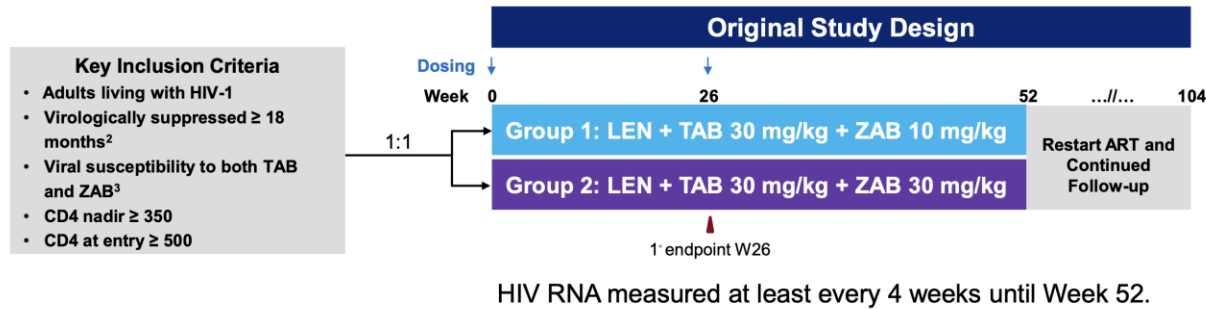 Original Study Design
Key Inclusion Criteria
• Adults living with HIV-1
• Virologically suppressed ≥ 18
months²
• Viral susceptibility to both TAB
and ZAB³
• CD4 nadir ≥ 350
• CD4 at entry ≥ 500
1:1
Dosing
Week 0 26 52 ...//... 104
Group 1: LEN + TAB 30 mg/kg + ZAB 10 mg/kg
Group 2: LEN + TAB 30 mg/kg + ZAB 30 mg/kg
Restart ART and
Continued
Follow-up
1° endpoint W26
HIV RNA measured at least every 4 weeks until Week 52.